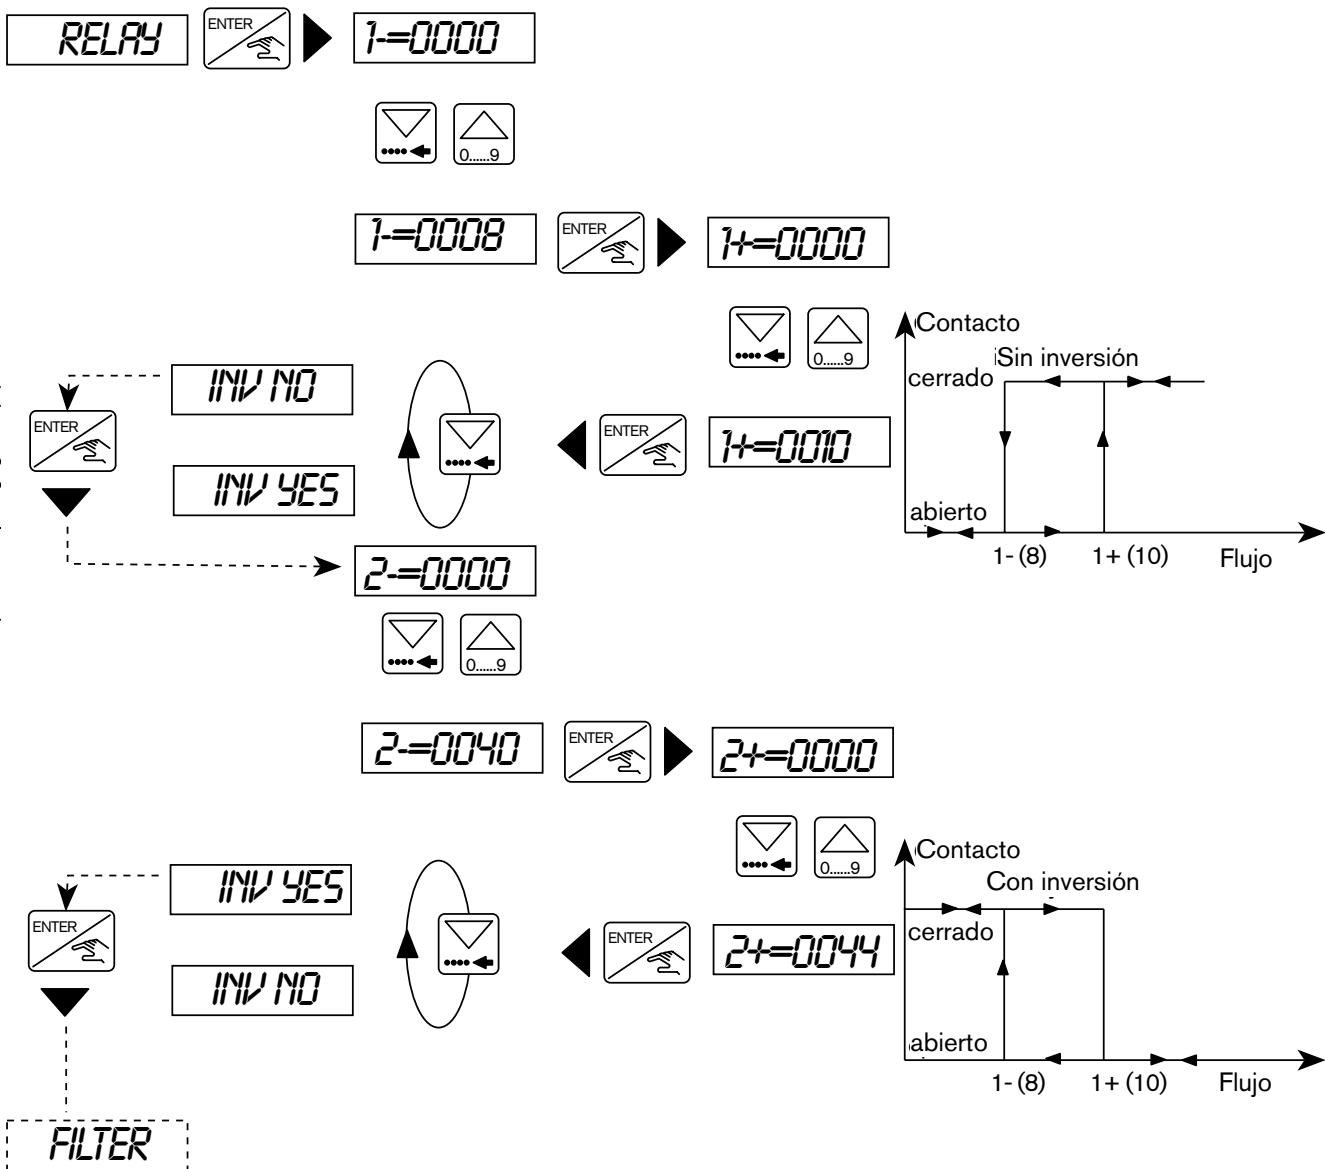 RELAY
ENTER
1-=0000
0......9
1-=0008
ENTER
1+=0000
0......9
Contacto
Sin inversión
cerrado
INV NO
ENTER
ENTER
1+=0010
INV YES
abierto
1- (8)
1+ (10)
Flujo
2-=0000
0......9
2-=0040
ENTER
2+=0000
0......9
Contacto
Con inversión
cerrado
INV YES
ENTER
ENTER
2+=0044
INV NO
abierto
1- (8)
1+ (10)
Flujo
FILTER